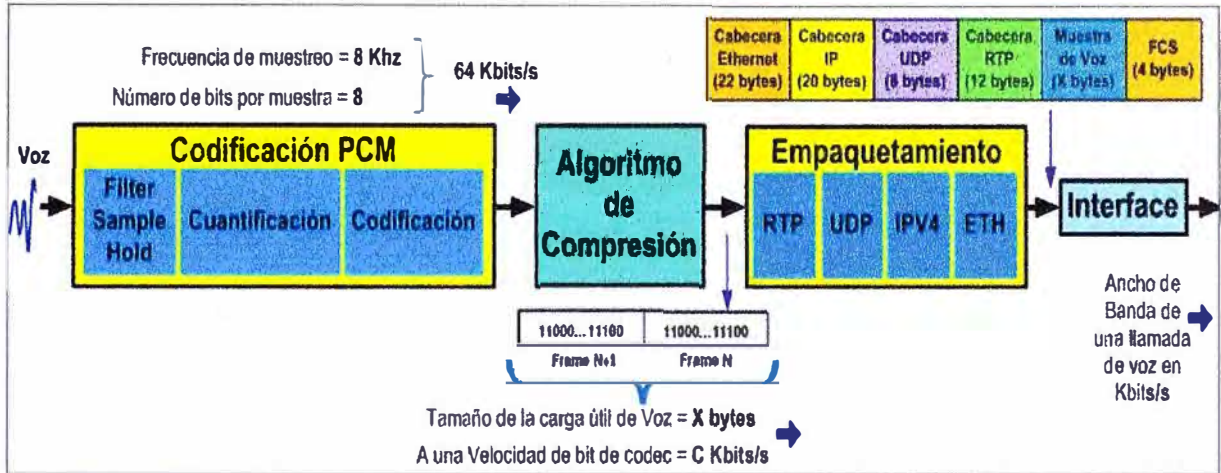 Frecuencia de muestreo = 8 Khz
Número de bits por muestra = 8
64 Kbits/s
Cabecera Ethernet (22 bytes)
Cabecera IP (20 bytes)
Cabecera UDP (8 bytes)
Cabecera RTP (12 bytes)
Muestra de Voz (X bytes)
FCS (4 bytes)
Voz
Codificación PCM
Filter Sample Hold
Cuantificación
Codificación
Algoritmo de Compresión
Empaquetamiento
RTP
UDP
IPV4
ETH
Interface
11000...11100
11000...11100
Frame N+1
Frame N
Tamaño de la carga útil de Voz = X bytes
A una Velocidad de bit de codec = C Kbits/s
Ancho de
Banda de
una llamada
de voz en
Kbits/s